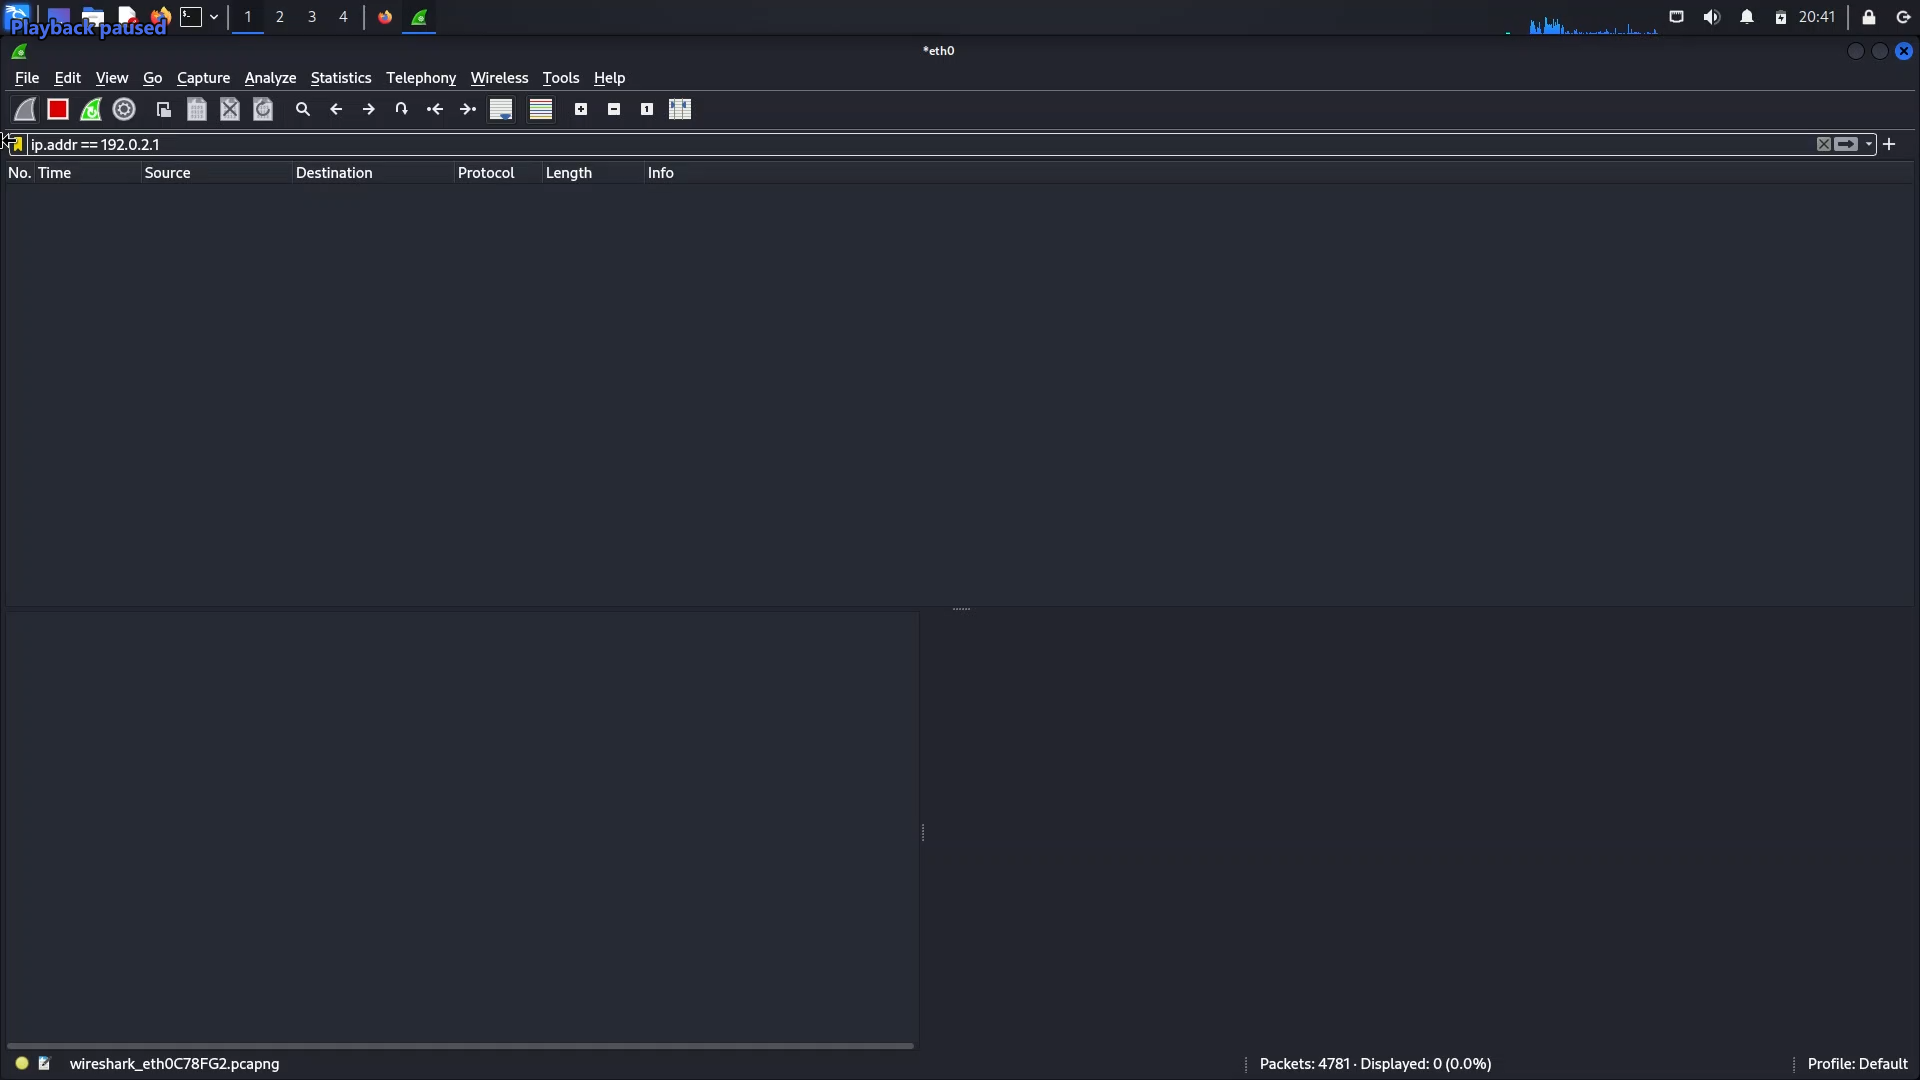 1 2 3 4 20:41
Playback paused
*eth0
File Edit View Go Capture Analyze Statistics Telephony Wireless Tools Help
ip.addr == 192.0.2.1
No. Time Source Destination Protocol Length Info
wireshark_eth0C78FG2.pcapng Packets: 4781 · Displayed: 0 (0.0%) Profile: Default